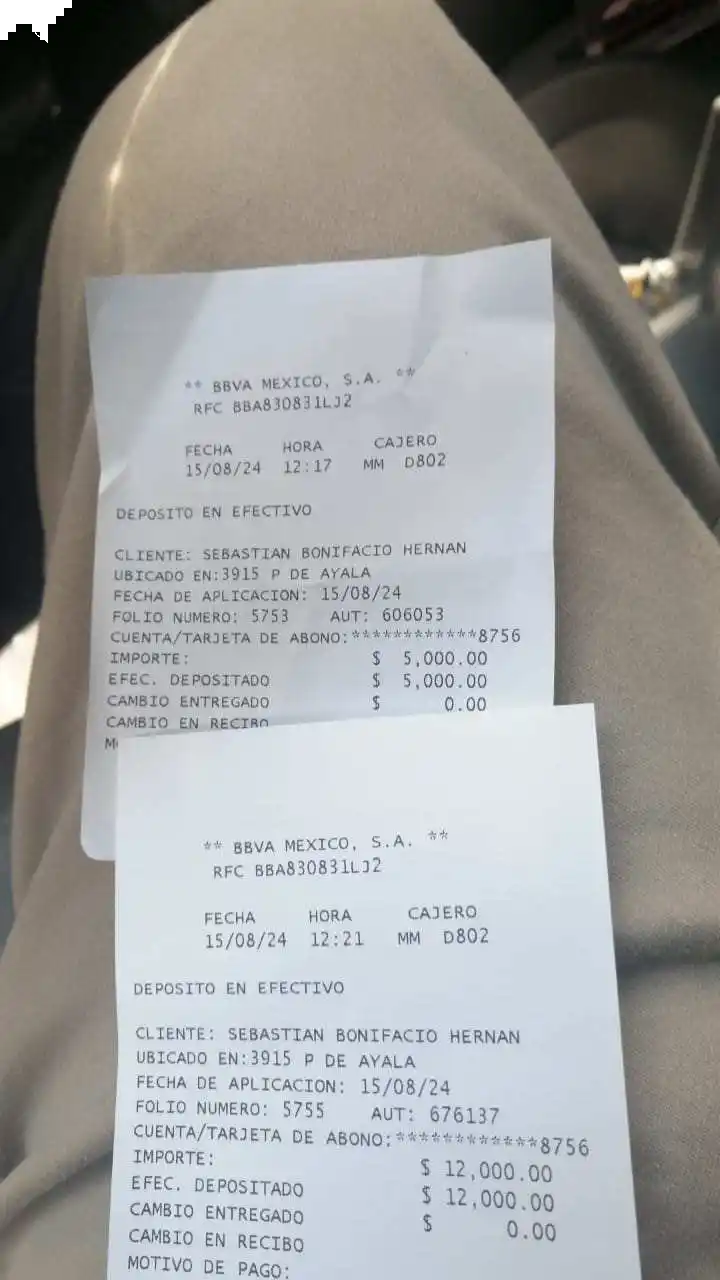 ** BBVA MEXICO, S.A. **
RFC BBA830831LJ2
FECHA HORA CAJERO
15/08/24 12:17 MM D802
DEPOSITO EN EFECTIVO
CLIENTE: SEBASTIAN BONIFACIO HERNAN
UBICADO EN:3915 P DE AYALA
FECHA DE APLICACION: 15/08/24
FOLIO NUMERO: 5753 AUT: 606053
CUENTA/TARJETA DE ABONO:************8756
IMPORTE: $ 5,000.00
EFEC. DEPOSITADO $ 5,000.00
CAMBIO ENTREGADO $ 0.00
CAMBIO EN RECIBO
** BBVA MEXICO, S.A. **
RFC BBA830831LJ2
FECHA HORA CAJERO
15/08/24 12:21 MM D802
DEPOSITO EN EFECTIVO
CLIENTE: SEBASTIAN BONIFACIO HERNAN
UBICADO EN:3915 P DE AYALA
FECHA DE APLICACION: 15/08/24
FOLIO NUMERO: 5755 AUT: 676137
CUENTA/TARJETA DE ABONO:************8756
IMPORTE: $ 12,000.00
EFEC. DEPOSITADO $ 12,000.00
CAMBIO ENTREGADO $ 0.00
CAMBIO EN RECIBO
MOTIVO DE PAGO: